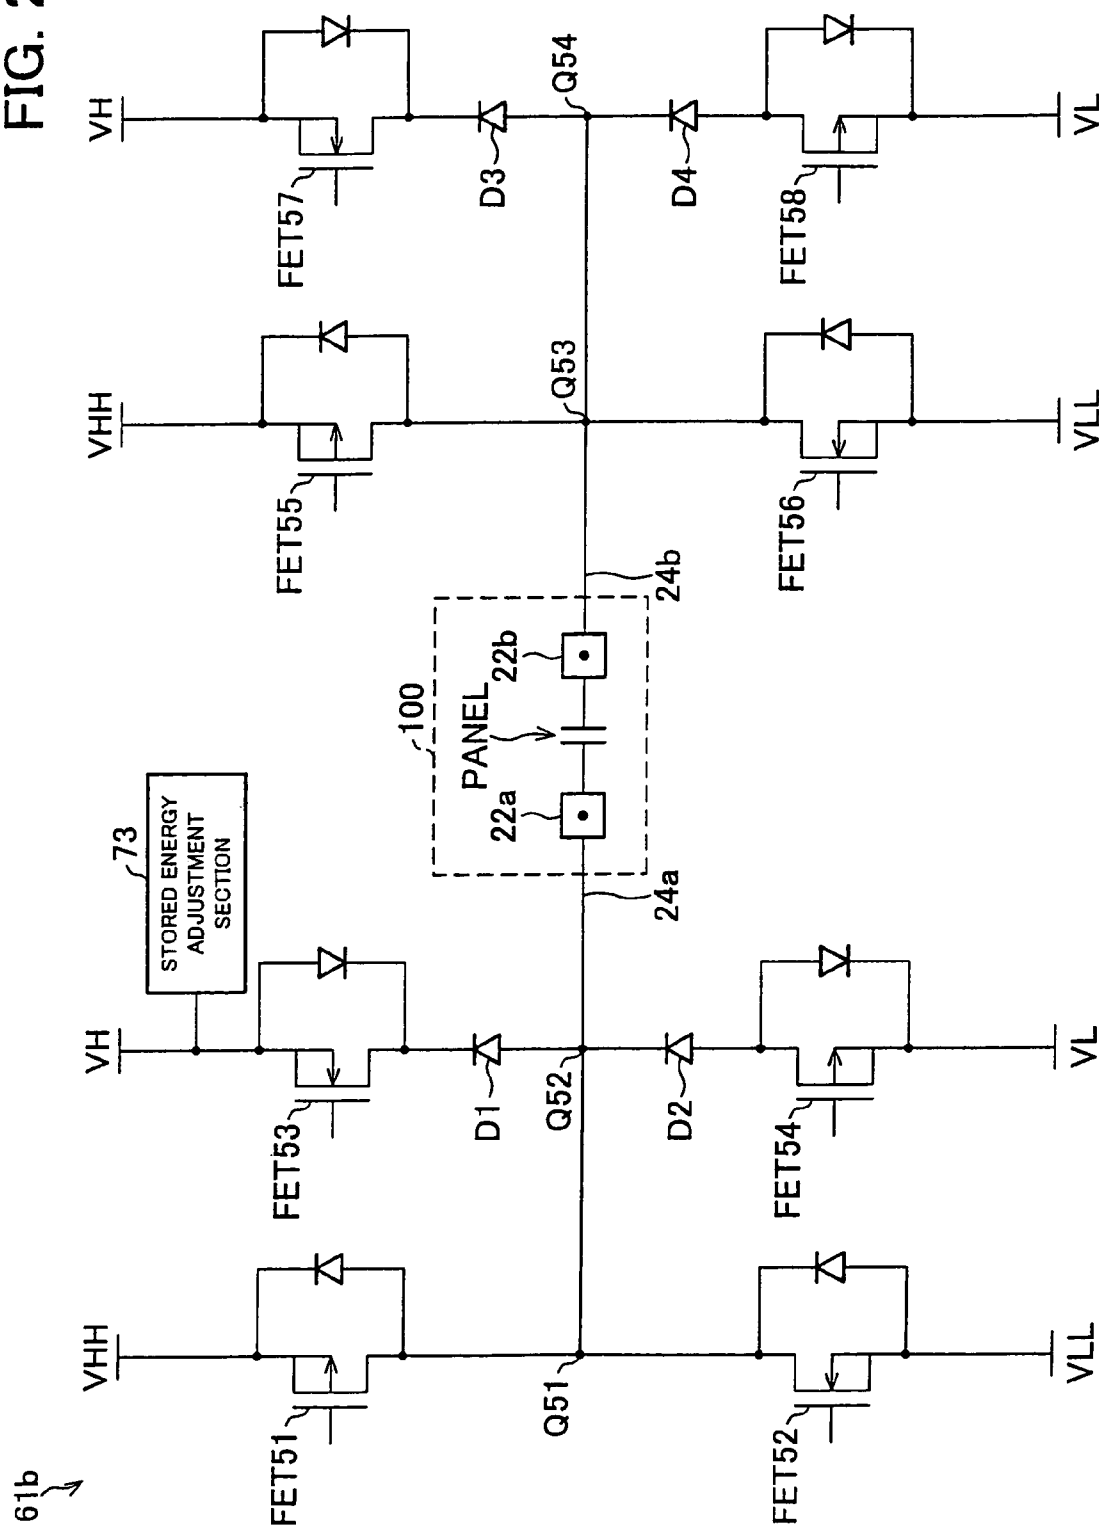 FIG. 2
61b
VHH
VH
73
STORED ENERGY
ADJUSTMENT
SECTION
VHH
VH
FET51
FET53
FET55
FET57
D1
100
D3
PANEL
22a
22b
Q51
Q52
Q53
Q54
24a
24b
D2
D4
FET52
FET54
FET56
FET58
VLL
VL
VLL
VL